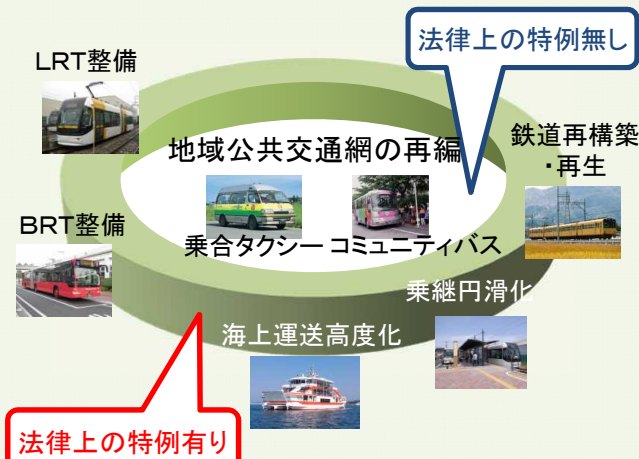 法律上の特例無し
LRT整備
地域公共交通網の再編
鉄道再構築
・再生
乗合タクシー コミュニティバス
BRT整備
乗継円滑化
海上運送高度化
法律上の特例有り